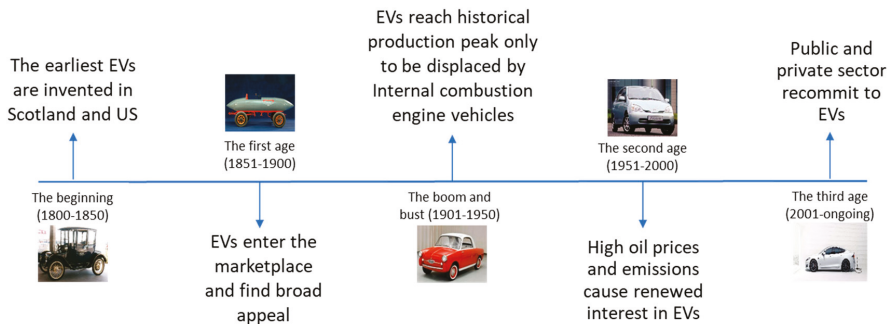 The earliest EVs
are invented in
Scotland and US
The beginning
(1800-1850)
The first age
(1851-1900)
EVs enter the
marketplace
and find broad
appeal
EVs reach historical
production peak only
to be displaced by
Internal combustion
engine vehicles
The boom and
bust (1901-1950)
The second age
(1951-2000)
High oil prices
and emissions
cause renewed
interest in EVs
Public and
private sector
recommit to
EVs
The third age
(2001-ongoing)